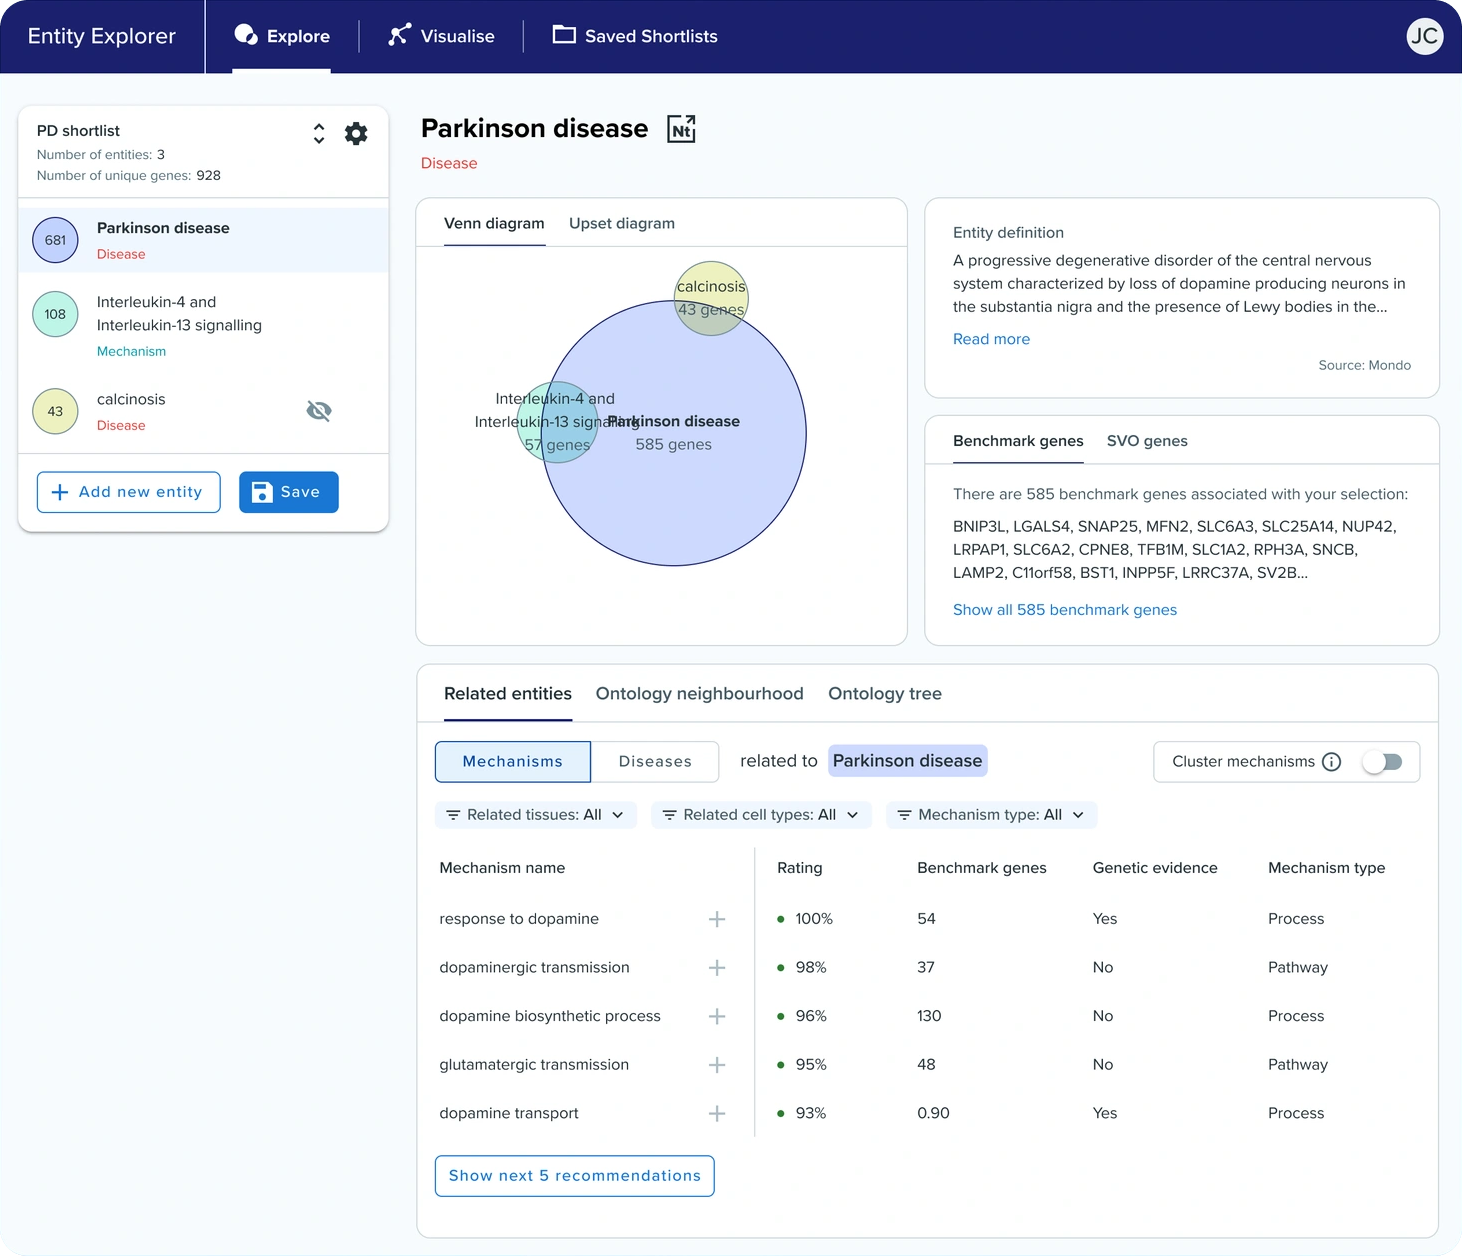 Entity Explorer
Explore
Visualise
Saved Shortlists
JC
PD shortlist
Number of entities: 3
Number of unique genes: 928
681
Parkinson disease
Disease
108
Interleukin-4 and
Interleukin-13 signalling
Mechanism
43
calcinosis
Disease
Add new entity
Save
Parkinson disease
Nt
Disease
Venn diagram
Upset diagram
calcinosis
43 genes
Interleukin-4 and
Interleukin-13 signalling
57 genes
Parkinson disease
585 genes
Entity definition
A progressive degenerative disorder of the central nervous
system characterized by loss of dopamine producing neurons in
the substantia nigra and the presence of Lewy bodies in the...
Read more
Source: Mondo
Benchmark genes
SVO genes
There are 585 benchmark genes associated with your selection:
BNIP3L, LGALS4, SNAP25, MFN2, SLC6A3, SLC25A14, NUP42,
LRPAP1, SLC6A2, CPNE8, TFB1M, SLC1A2, RPH3A, SNCB,
LAMP2, C11orf58, BST1, INPP5F, LRRC37A, SV2B...
Show all 585 benchmark genes
Related entities
Ontology neighbourhood
Ontology tree
Mechanisms
Diseases
related to Parkinson disease
Cluster mechanisms
Related tissues: All
Related cell types: All
Mechanism type: All
Mechanism name Rating Benchmark genes Genetic evidence Mechanism type
response to dopamine 100% 54 Yes Process
dopaminergic transmission 98% 37 No Pathway
dopamine biosynthetic process 96% 130 No Process
glutamatergic transmission 95% 48 No Pathway
dopamine transport 93% 0.90 Yes Process
Show next 5 recommendations